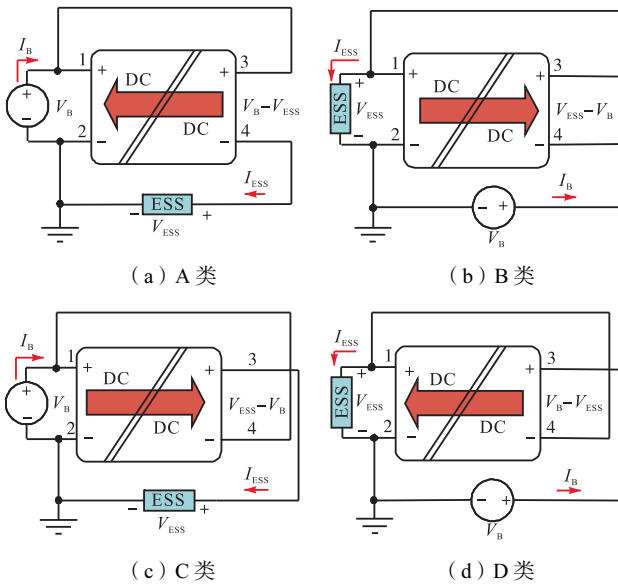 I_B
1
+
DC
DC
3
+
V_B
V_B−V_ESS
+
−
2
−
−
4
I_ESS
− ESS +
V_ESS
(a) A 类
I_ESS
1
+
DC
DC
3
+
ESS
+
−
V_ESS
V_ESS−V_B
2
−
−
4
I_B
− +
V_B
(b) B 类
I_B
1
+
DC
DC
3
+
V_B
V_ESS−V_B
+
−
2
−
−
4
I_ESS
− ESS +
V_ESS
(c) C 类
I_ESS
1
+
DC
DC
3
+
ESS
+
−
V_ESS
V_B−V_ESS
2
−
−
4
I_B
− +
V_B
(d) D 类